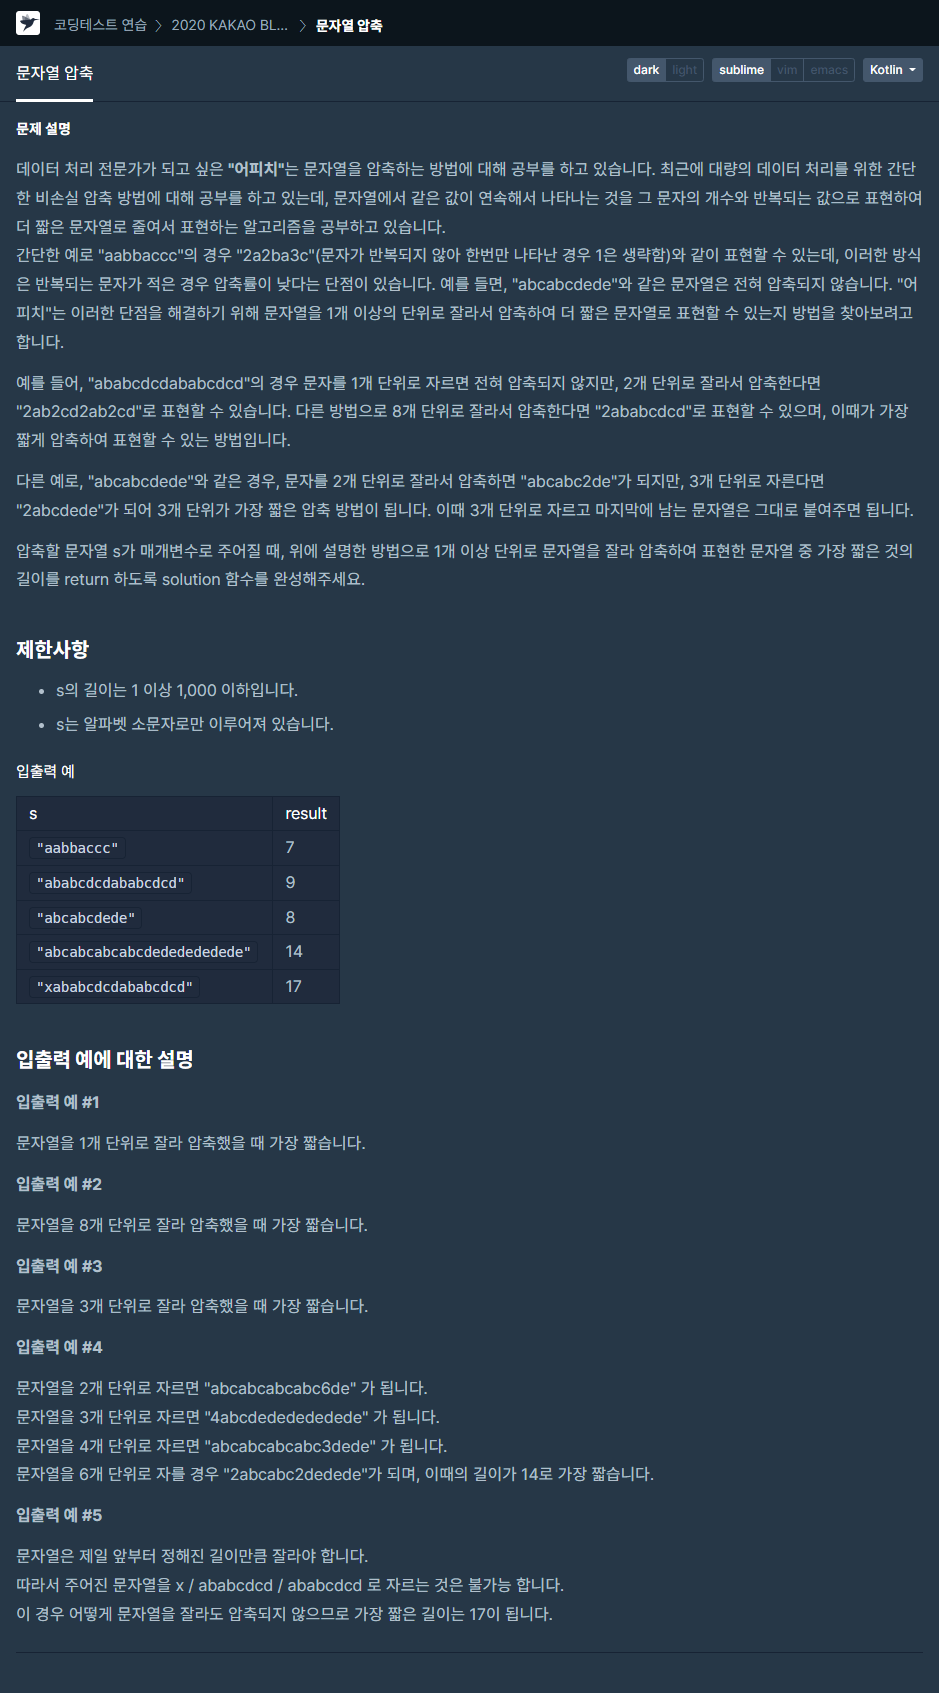 코딩테스트 연습 > 2020 KAKAO BL... > 문자열 압축
문자열 압축
dark light sublime vim emacs Kotlin
문제 설명
데이터 처리 전문가가 되고 싶은 "어피치"는 문자열을 압축하는 방법에 대해 공부를 하고 있습니다. 최근에 대량의 데이터 처리를 위한 간단
한 비손실 압축 방법에 대해 공부를 하고 있는데, 문자열에서 같은 값이 연속해서 나타나는 것을 그 문자의 개수와 반복되는 값으로 표현하여
더 짧은 문자열로 줄여서 표현하는 알고리즘을 공부하고 있습니다.
간단한 예로 "aabbaccc"의 경우 "2a2ba3c"(문자가 반복되지 않아 한번만 나타난 경우 1은 생략함)와 같이 표현할 수 있는데, 이러한 방식
은 반복되는 문자가 적은 경우 압축률이 낮다는 단점이 있습니다. 예를 들면, "abcabcdede"와 같은 문자열은 전혀 압축되지 않습니다. "어
피치"는 이러한 단점을 해결하기 위해 문자열을 1개 이상의 단위로 잘라서 압축하여 더 짧은 문자열로 표현할 수 있는지 방법을 찾아보려고
합니다.
예를 들어, "ababcdcdababcdcd"의 경우 문자를 1개 단위로 자르면 전혀 압축되지 않지만, 2개 단위로 잘라서 압축한다면
"2ab2cd2ab2cd"로 표현할 수 있습니다. 다른 방법으로 8개 단위로 잘라서 압축한다면 "2ababcdcd"로 표현할 수 있으며, 이때가 가장
짧게 압축하여 표현할 수 있는 방법입니다.
다른 예로, "abcabcdede"와 같은 경우, 문자를 2개 단위로 잘라서 압축하면 "abcabc2de"가 되지만, 3개 단위로 자른다면
"2abcdede"가 되어 3개 단위가 가장 짧은 압축 방법이 됩니다. 이때 3개 단위로 자르고 마지막에 남는 문자열은 그대로 붙여주면 됩니다.
압축할 문자열 s가 매개변수로 주어질 때, 위에 설명한 방법으로 1개 이상 단위로 문자열을 잘라 압축하여 표현한 문자열 중 가장 짧은 것의
길이를 return 하도록 solution 함수를 완성해주세요.
제한사항
• s의 길이는 1 이상 1,000 이하입니다.
• s는 알파벳 소문자로만 이루어져 있습니다.
입출력 예
s result
"aabbaccc" 7
"ababcdcdababcdcd" 9
"abcabcdede" 8
"abcabcabcabcdededededede" 14
"xababcdcdababcdcd" 17
입출력 예에 대한 설명
입출력 예 #1
문자열을 1개 단위로 잘라 압축했을 때 가장 짧습니다.
입출력 예 #2
문자열을 8개 단위로 잘라 압축했을 때 가장 짧습니다.
입출력 예 #3
문자열을 3개 단위로 잘라 압축했을 때 가장 짧습니다.
입출력 예 #4
문자열을 2개 단위로 자르면 "abcabcabcabc6de" 가 됩니다.
문자열을 3개 단위로 자르면 "4abcdededededede" 가 됩니다.
문자열을 4개 단위로 자르면 "abcabcabcabc3dede" 가 됩니다.
문자열을 6개 단위로 자를 경우 "2abcabc2dedede"가 되며, 이때의 길이가 14로 가장 짧습니다.
입출력 예 #5
문자열은 제일 앞부터 정해진 길이만큼 잘라야 합니다.
따라서 주어진 문자열을 x / ababcdcd / ababcdcd 로 자르는 것은 불가능 합니다.
이 경우 어떻게 문자열을 잘라도 압축되지 않으므로 가장 짧은 길이는 17이 됩니다.